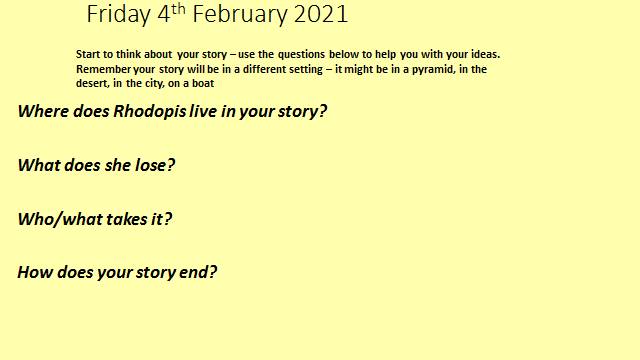 Friday 4th February 2021
Start to think about your story – use the questions below to help you with your ideas.
Remember your story will be in a different setting – it might be in a pyramid, in the
desert, in the city, on a boat
Where does Rhodopis live in your story?
What does she lose?
Who/what takes it?
How does your story end?